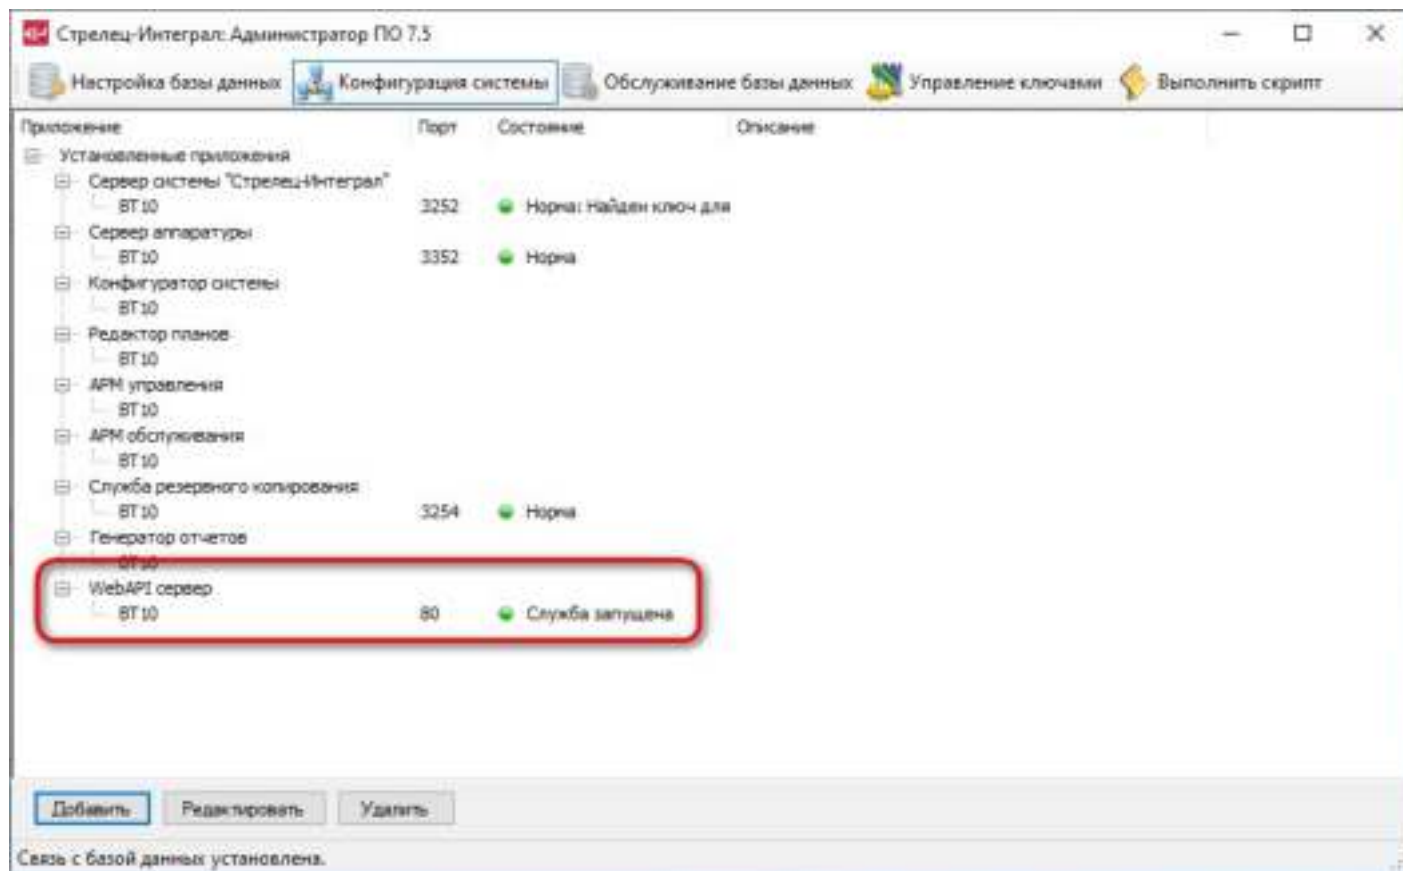 Стрелец-Интеграл: Администратор ПО 7.5
Настройка базы данных Конфигурация системы Обслуживание базы данных Управление ключами Выполнить скрипт
Приложение Порт Состояние Описание
Установленные приложения
Сервер системы "Стрелец-Интеграл"
BT10 3252 Норма: Найден ключ для
Сервер аппаратуры
BT10 3352 Норма
Конфигуратор системы
BT10
Редактор планов
BT10
АРМ управления
BT10
АРМ обслуживания
BT10
Служба резервного копирования
BT10 3254 Норма
Генератор отчетов
BT10
WebAPI сервер
BT10 80 Служба запущена
Добавить Редактировать Удалить
Связь с базой данных установлена.